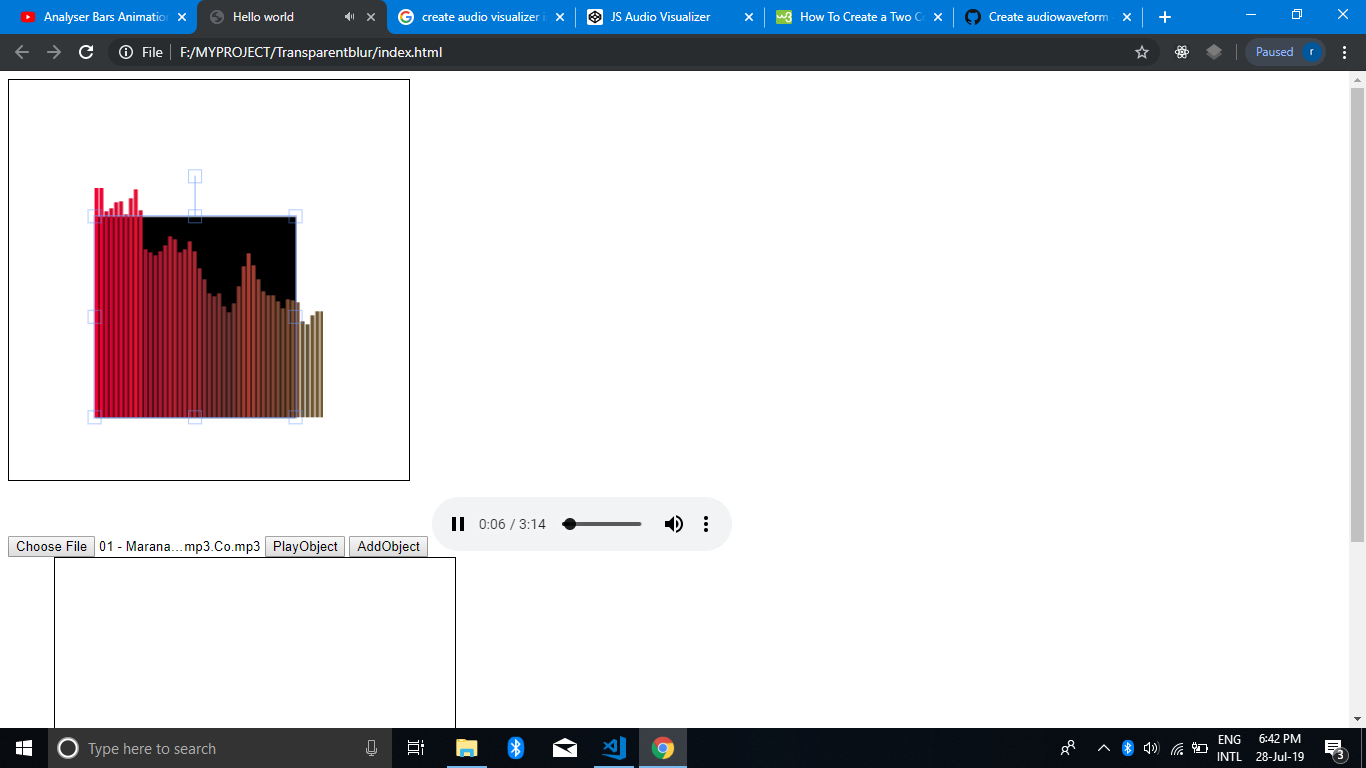 Analyser Bars Animatio
Hello world
create audio visualizer i
JS Audio Visualizer
How To Create a Two C
Create audiowaveform
File F:/MYPROJECT/Transparentblur/index.html
Paused r
0:06 / 3:14
Choose File 01 - Marana...mp3.Co.mp3 PlayObject AddObject
Type here to search
ENG
INTL
6:42 PM
28-Jul-19
3